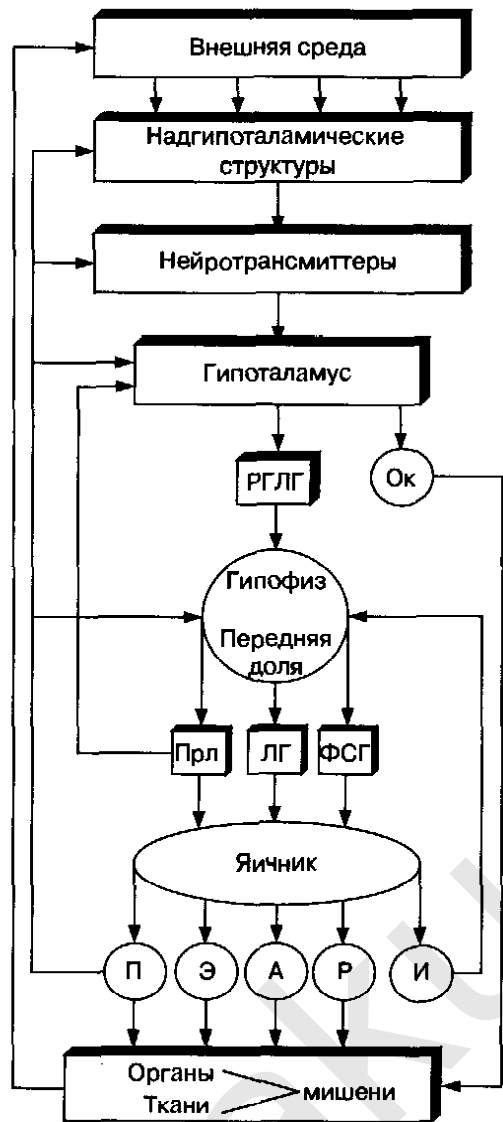 Внешняя среда
Надгипоталамические
структуры
Нейротрансмиттеры
Гипоталамус
РГЛГ
Ок
Гипофиз
Передняя
доля
Прл
ЛГ
ФСГ
Яичник
П
Э
А
Р
И
Органы
мишени
Ткани